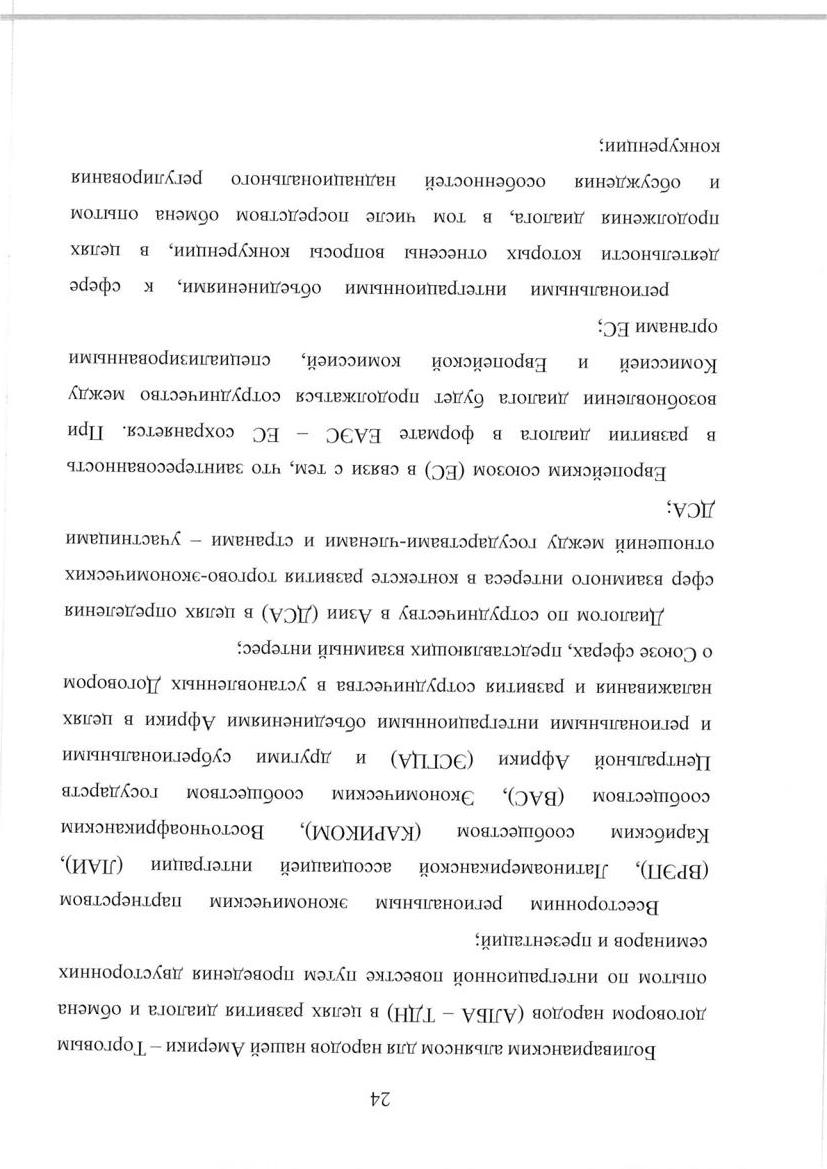 24
Боливарианским альянсом для народов нашей Америки – Торговым
договором народов (АЛБА – ТДН) в целях развития диалога и обмена
опытом по интеграционной повестке путем проведения двусторонних
семинаров и презентаций;
Всесторонним региональным экономическим партнерством
(ВРЭП), Латиноамериканской ассоциацией интеграции (ЛАИ),
Карибским сообществом (КАРИКОМ), Восточноафриканским
сообществом (ВАС), Экономическим сообществом государств
Центральной Африки (ЭСГЦА) и другими субрегиональными
и региональными интеграционными объединениями Африки в целях
налаживания и развития сотрудничества в установленных Договором
о Союзе сферах, представляющих взаимный интерес;
Диалогом по сотрудничеству в Азии (ДСА) в целях определения
сфер взаимного интереса в контексте развития торгово-экономических
отношений между государствами-членами и странами – участницами
ДСА;
Европейским союзом (ЕС) в связи с тем, что заинтересованность
в развитии диалога в формате ЕАЭС – ЕС сохраняется. При
возобновлении диалога будет продолжаться сотрудничество между
Комиссией и Европейской комиссией, специализированными
органами ЕС;
региональными интеграционными объединениями, к сфере
деятельности которых отнесены вопросы конкуренции, в целях
продолжения диалога, в том числе посредством обмена опытом
и обсуждения особенностей наднационального регулирования
конкуренции;